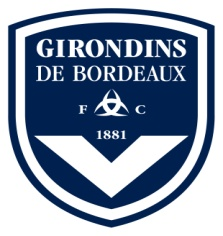 GIRONDINS
DE BORDEAUX
F C
1881